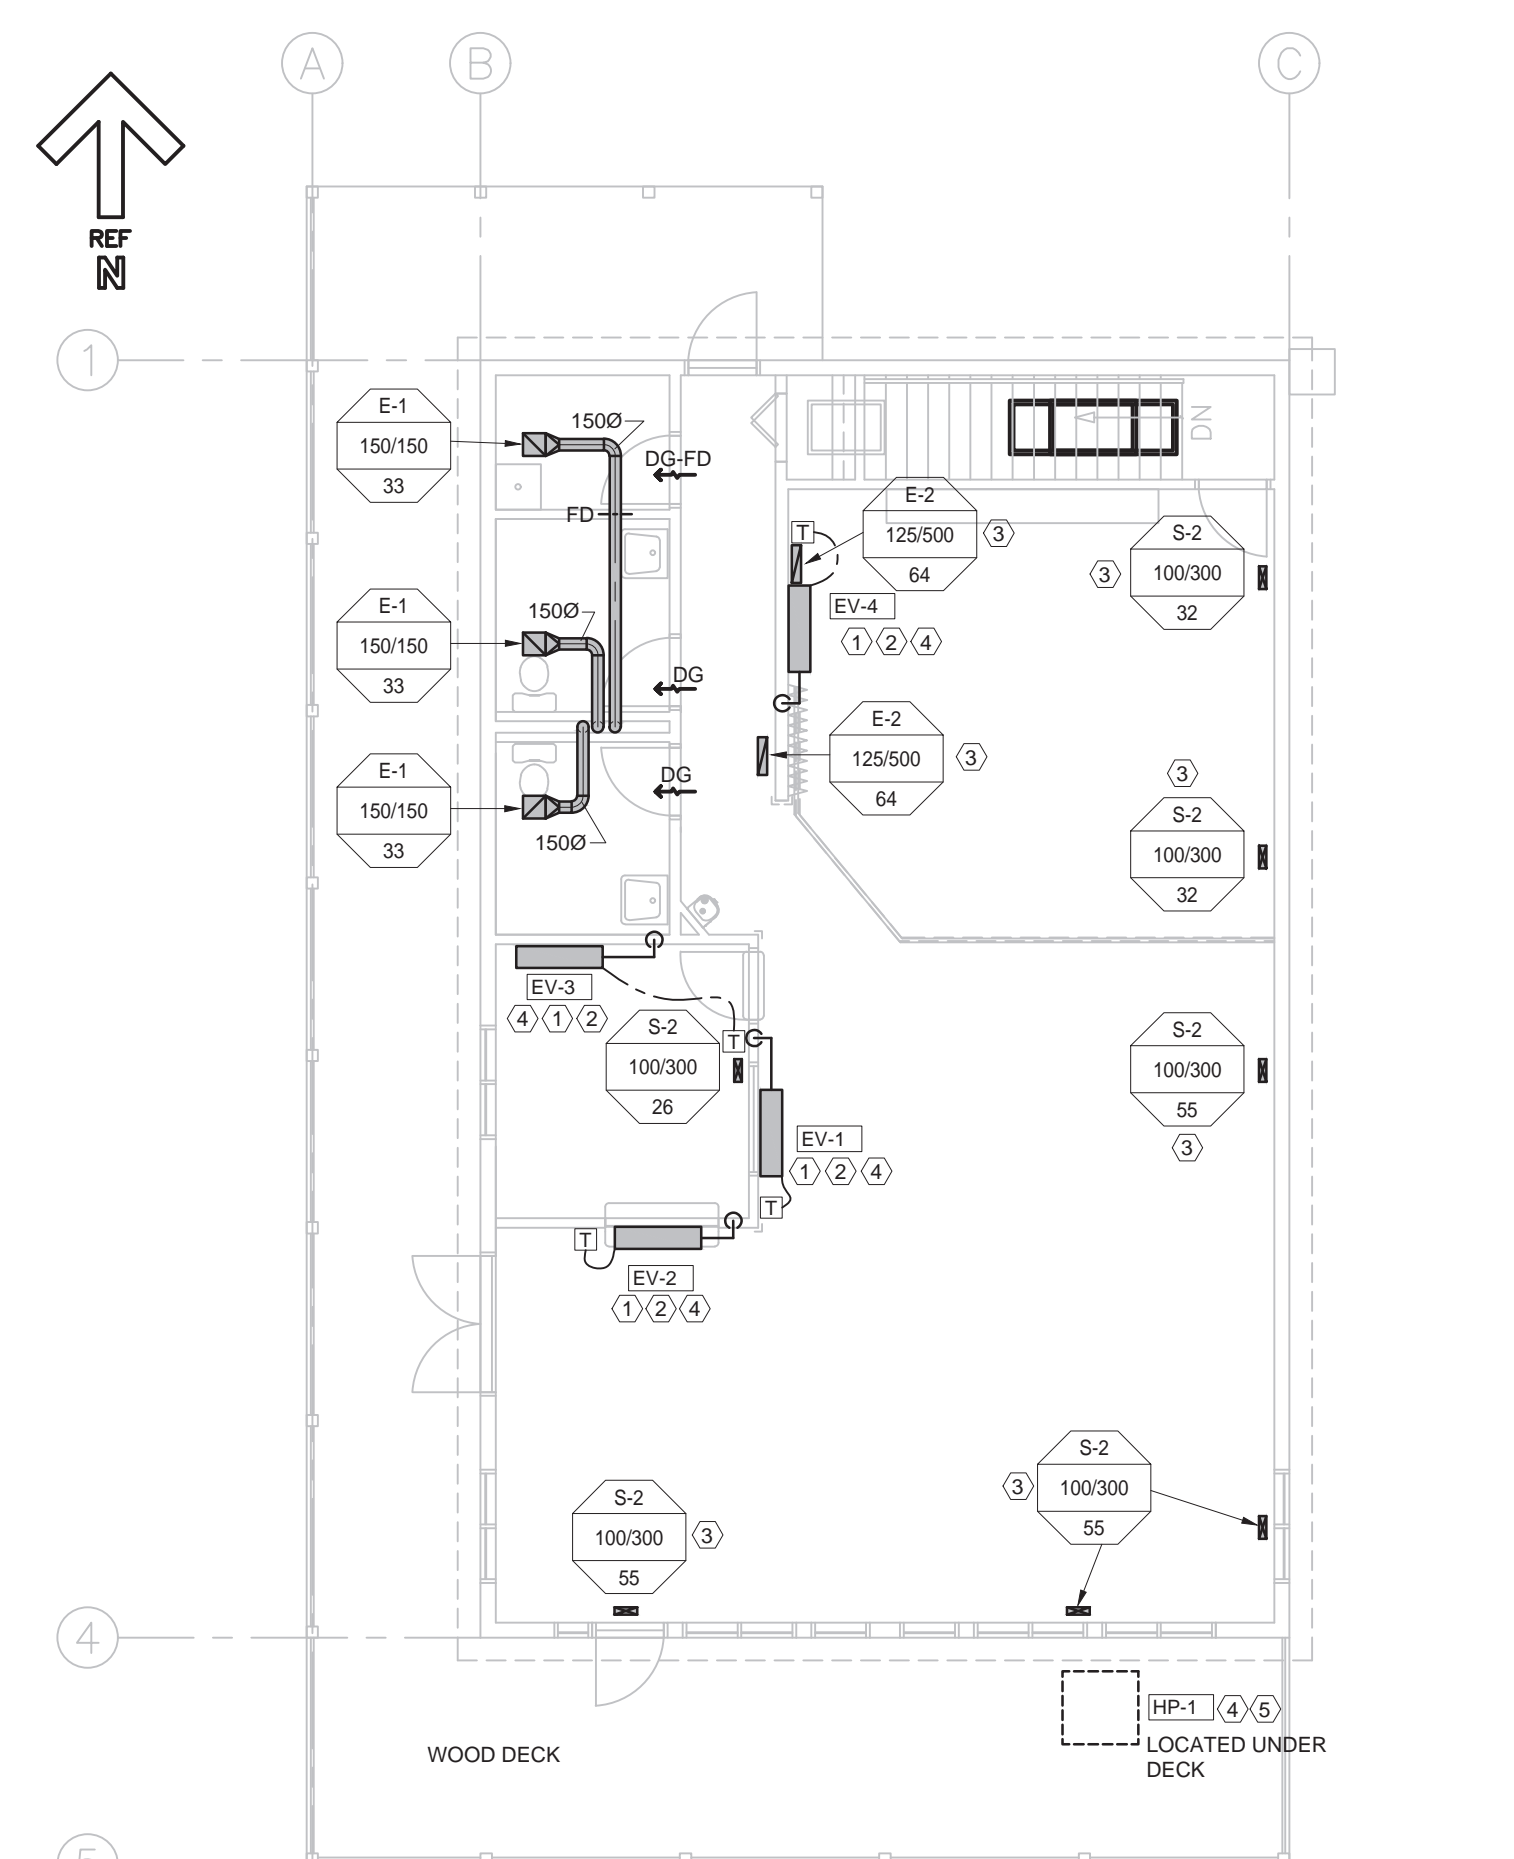 A
B
C
REF
N
1
E-1
150/150
33
150Ø
DG-FD
DN
FD
E-2
125/500
64
3
T
S-2
100/300
32
3
EV-4
1
2
4
E-1
150/150
33
150Ø
DG
E-2
125/500
64
3
E-1
150/150
33
DG
150Ø
3
S-2
100/300
32
EV-3
4
1
2
S-2
100/300
26
T
S-2
100/300
55
3
EV-1
1
2
4
T
T
EV-2
1
2
4
S-2
100/300
55
3
S-2
100/300
55
3
4
HP-1
4
5
LOCATED UNDER
DECK
WOOD DECK
5